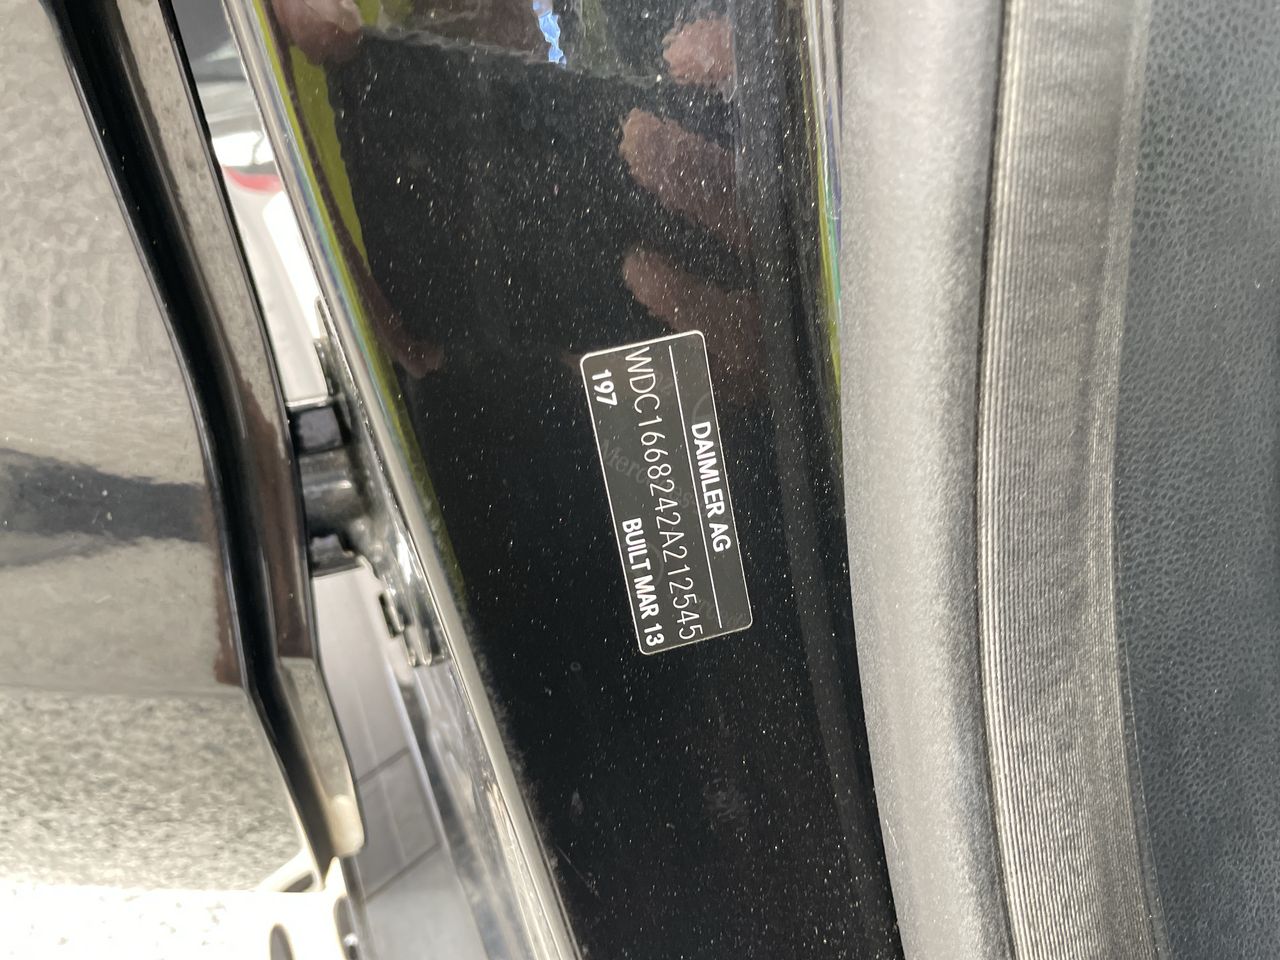 DAIMLER AG
WDC1668242A212545
197 BUILT MAR 13